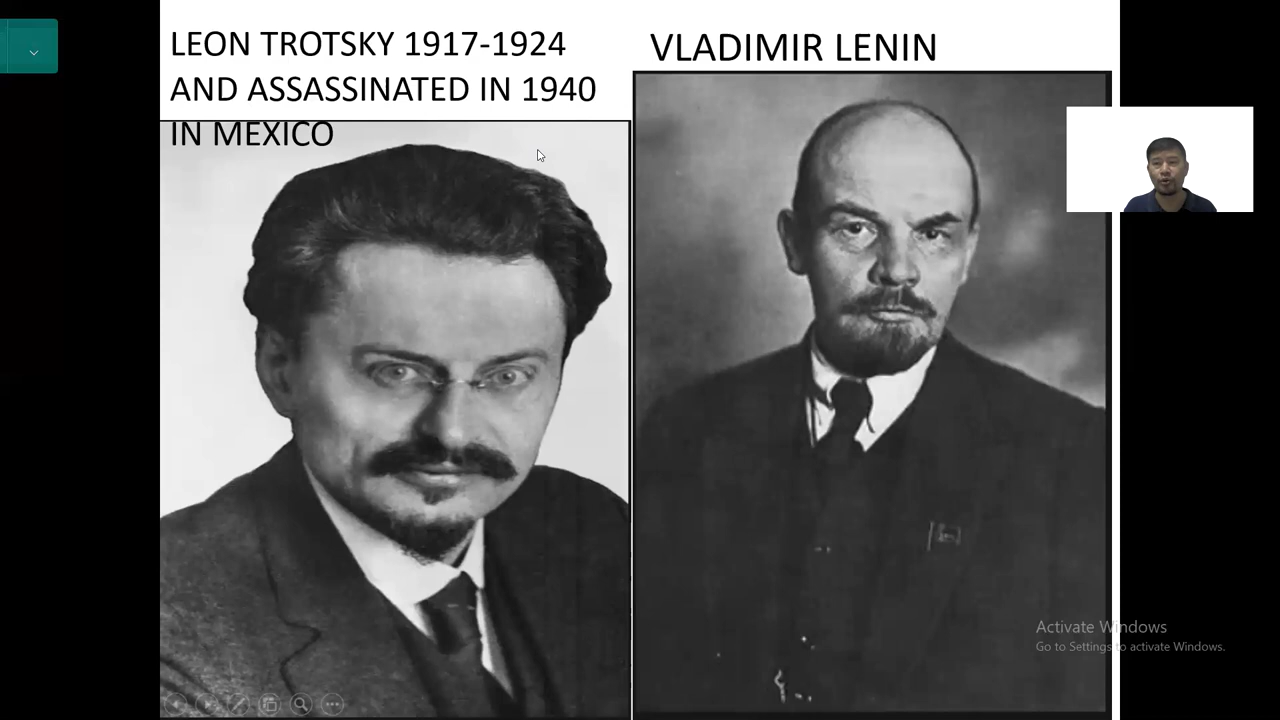 LEON TROTSKY 1917-1924
AND ASSASSINATED IN 1940
IN MEXICO
VLADIMIR LENIN
Activate Windows
Go to Settings to activate Windows.